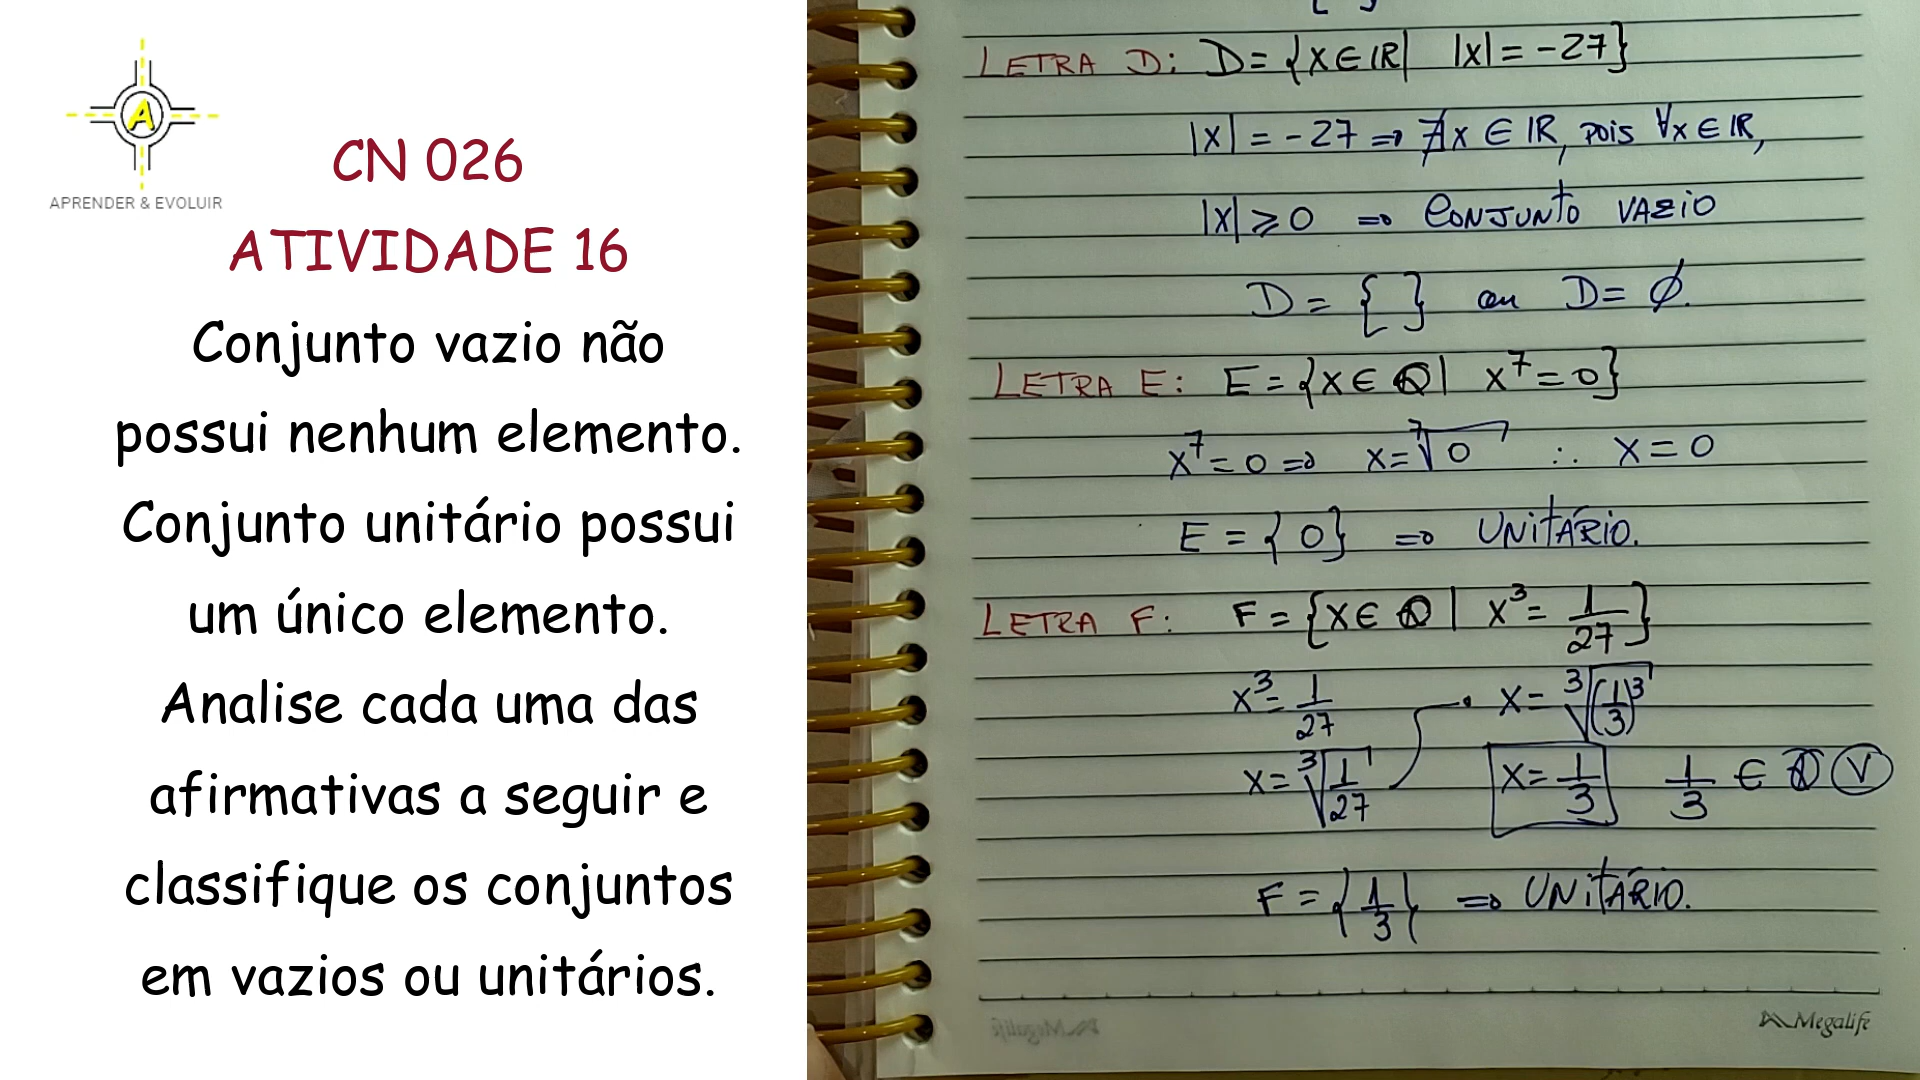 A
APRENDER & EVOLUIR
CN 026
ATIVIDADE 16
Conjunto vazio não
possui nenhum elemento.
Conjunto unitário possui
um único elemento.
Analise cada uma das
afirmativas a seguir e
classifique os conjuntos
em vazios ou unitários.
LETRA D: D = {x ∈ IR| |x| = -27}
|x| = -27 ⇒ ∄x ∈ IR, pois ∀x ∈ IR,
|x| ⩾ 0 ⇒ CONJUNTO VAZIO
D = { } ou D = ∅.
LETRA E: E = {x ∈ ℚ| x⁷ = 0}
x⁷ = 0 ⇒ x = ⁷√0 ∴ x = 0
E = {0} ⇒ UNITÁRIO.
LETRA F: F = {x ∈ ℚ | x³ = 1/27}
x³ = 1/27
x = ³√(1/27)
x = ³√(1/3)³
x = 1/3 1/3 ∈ ℚ (V)
F = {1/3} ⇒ UNITÁRIO.
Megalife